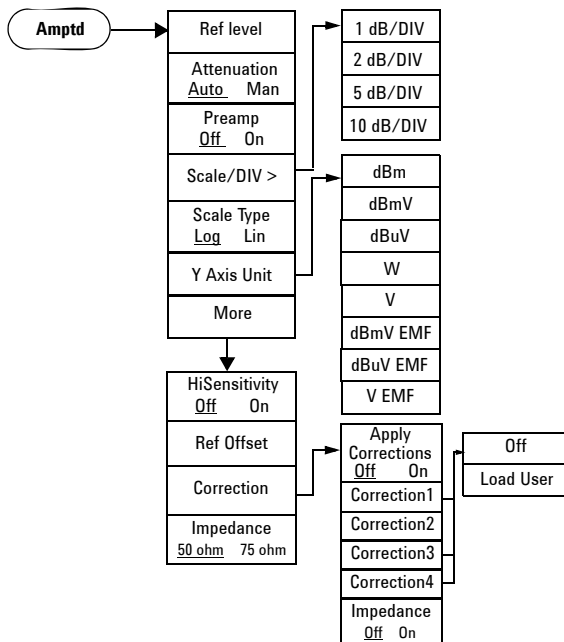 Amptd
Ref level
Attenuation
Auto Man
Preamp
Off On
Scale/DIV >
Scale Type
Log Lin
Y Axis Unit
More
1 dB/DIV
2 dB/DIV
5 dB/DIV
10 dB/DIV
dBm
dBmV
dBuV
W
V
dBmV EMF
dBuV EMF
V EMF
HiSensitivity
Off On
Ref Offset
Correction
Impedance
50 ohm 75 ohm
Apply
Corrections
Off On
Correction1
Correction2
Correction3
Correction4
Impedance
Off On
Off
Load User